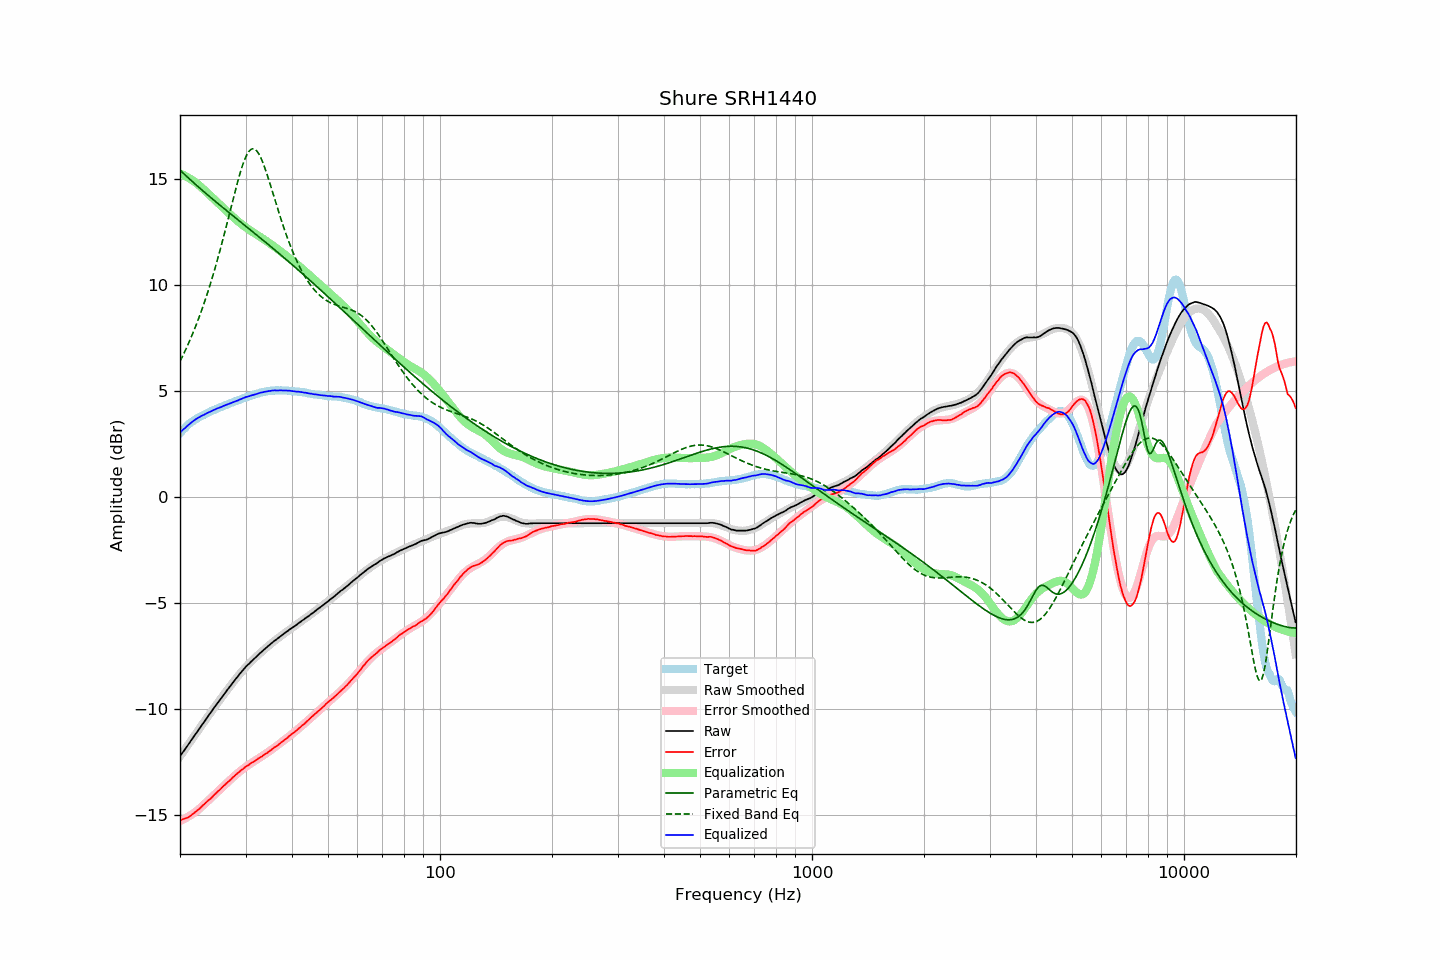 Shure SRH1440
Amplitude (dBr)
15
10
5
0
−5
−10
−15
100
1000
10000
Frequency (Hz)
Target
Raw Smoothed
Error Smoothed
Raw
Error
Equalization
Parametric Eq
Fixed Band Eq
Equalized